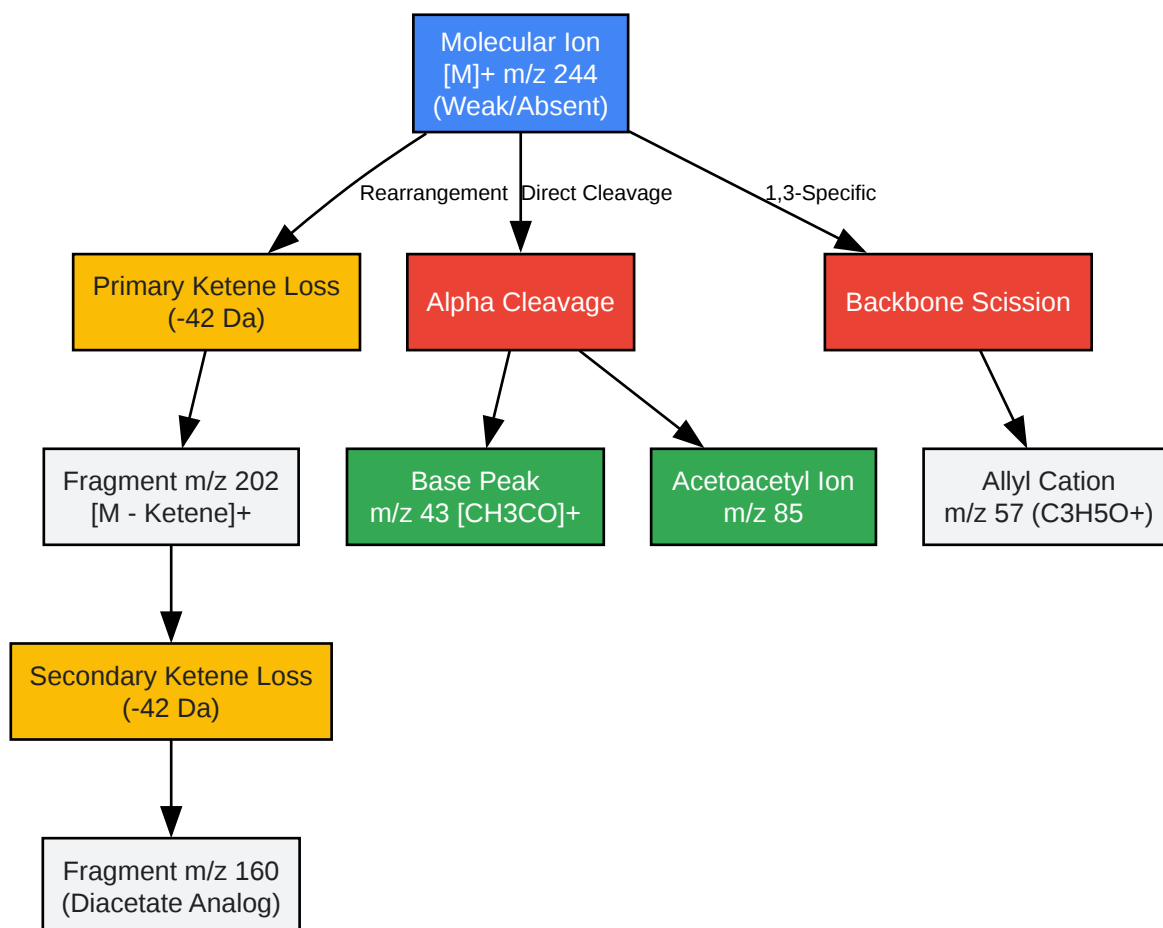 Molecular Ion
[M]+ m/z 244
(Weak/Absent)
Rearrangement
Direct Cleavage
1,3-Specific
Primary Ketene Loss
(-42 Da)
Alpha Cleavage
Backbone Scission
Fragment m/z 202
[M - Ketene]+
Base Peak
m/z 43 [CH3CO]+
Acetoacetyl Ion
m/z 85
Allyl Cation
m/z 57 (C3H5O+)
Secondary Ketene Loss
(-42 Da)
Fragment m/z 160
(Diacetate Analog)